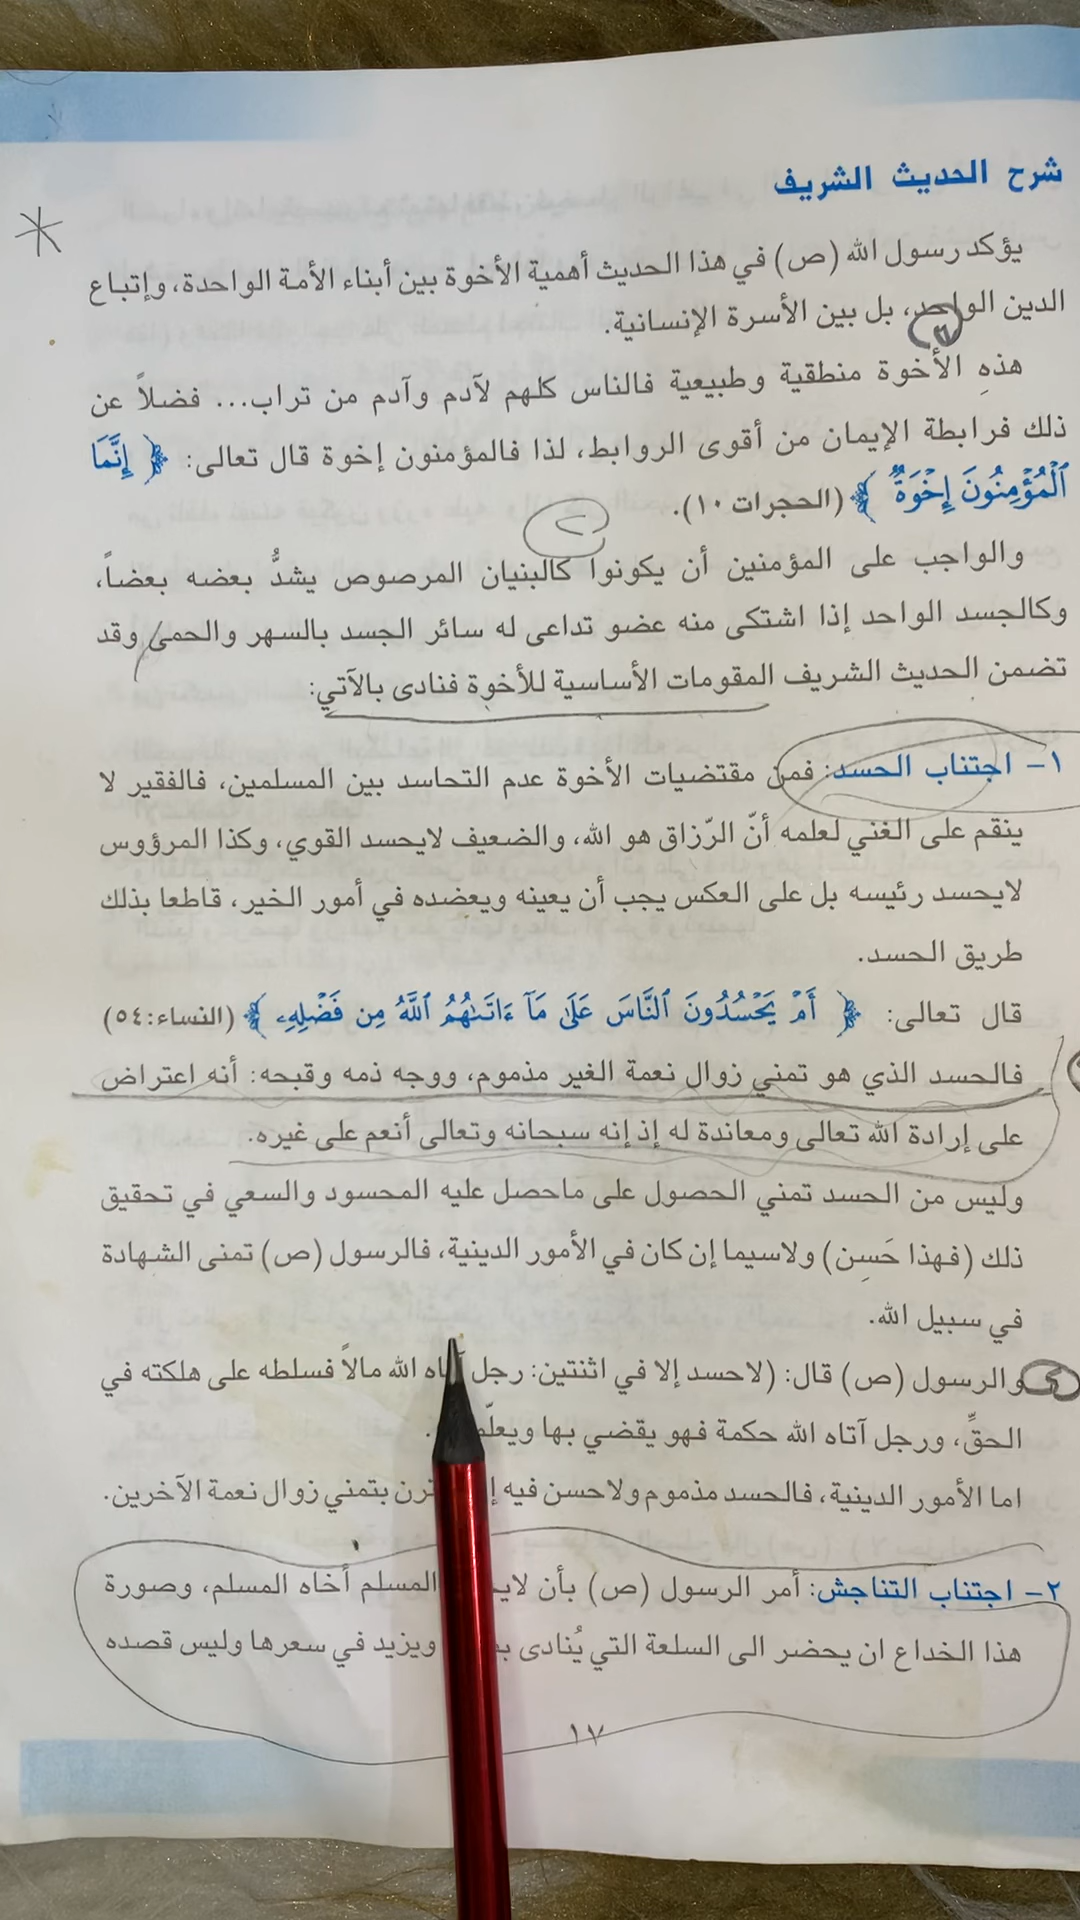 شرح الحديث الشريف
يؤكد رسول الله (ص) في هذا الحديث أهمية الأخوة بين أبناء الأمة الواحدة، وإتباع
الدين الواحد، بل بين الأسرة الإنسانية.
هذهِ الأخوة منطقية وطبيعية فالناس كلهم لآدم وآدم من تراب... فضلاً عن
ذلك فرابطة الإيمان من أقوى الروابط، لذا فالمؤمنون إخوة قال تعالى: ﴿ إِنَّمَا
ٱلْمُؤْمِنُونَ إِخْوَةٌ ﴾ (الحجرات ١٠).
٢
والواجب على المؤمنين أن يكونوا كالبنيان المرصوص يشدُّ بعضه بعضاً،
وكالجسد الواحد إذا اشتكى منه عضو تداعى له سائر الجسد بالسهر والحمى وقد
تضمن الحديث الشريف المقومات الأساسية للأخوة فنادى بالآتي:
١- اجتناب الحسد: فمن مقتضيات الأخوة عدم التحاسد بين المسلمين، فالفقير لا
ينقم على الغني لعلمه أنّ الرّزاق هو الله، والضعيف لايحسد القوي، وكذا المرؤوس
لايحسد رئيسه بل على العكس يجب أن يعينه ويعضده في أمور الخير، قاطعا بذلك
طريق الحسد.
قال تعالى: ﴿ أَمْ يَحْسُدُونَ ٱلنَّاسَ عَلَىٰ مَآ ءَاتَىٰهُمُ ٱللَّهُ مِن فَضْلِهِۦ ﴾ (النساء:٥٤)
فالحسد الذي هو تمني زوال نعمة الغير مذموم، ووجه ذمه وقبحه: أنه اعتراض
على إرادة الله تعالى ومعاندة له إذ إنه سبحانه وتعالى أنعم على غيره.
وليس من الحسد تمني الحصول على ماحصل عليه المحسود والسعي في تحقيق
ذلك (فهذا حَسِن) ولاسيما إن كان في الأمور الدينية، فالرسول (ص) تمنى الشهادة
في سبيل الله.
والرسول (ص) قال: (لاحسد إلا في اثنتين: رجل الله مالاً فسلطه على هلكته في
الحقِّ، ورجل آتاه الله حكمة فهو يقضي بها
اما الأمور الدينية، فالحسد مذموم ولاحسن فيه بتمني زوال نعمة الآخرين.
٢- اجتناب التناجش: أمر الرسول (ص) بأن المسلم أخاه المسلم، وصورة
هذا الخداع ان يحضر الى السلعة التي يُنادى ويزيد في سعرها وليس قصده
١٧